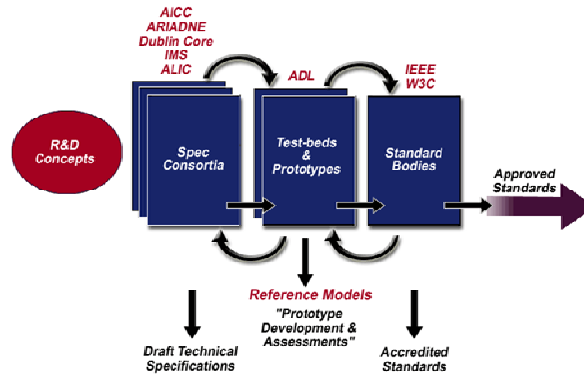 AICC
ARIADNE
Dublin Core
IMS
ALIC
ADL
IEEE
W3C
R&D
Concepts
Spec
Consortia
Test-beds
&
Prototypes
Standard
Bodies
Approved
Standards
Reference Models
"Prototype
Development &
Assessments"
Draft Technical
Specifications
Accredited
Standards